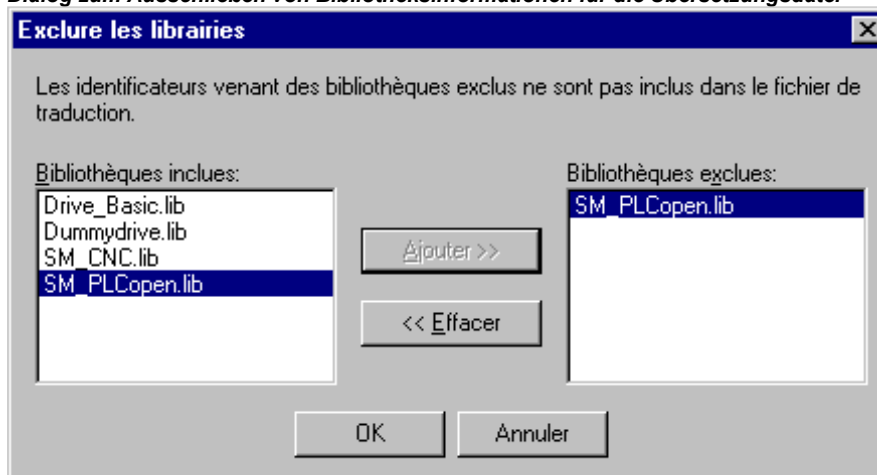 Dialog zum Ausschließen von Bibliotheksinformationen für die Übersetzungsdatei
Exclure les librairies
Les identificateurs venant des bibliothèques exclus ne sont pas inclus dans le fichier de
traduction.
Bibliothèques inclues:
Drive_Basic.lib
Dummydrive.lib
SM_CNC.lib
SM_PLCopen.lib
Ajouter >>
<< Effacer
Bibliothèques exclues:
SM_PLCopen.lib
OK
Annuler